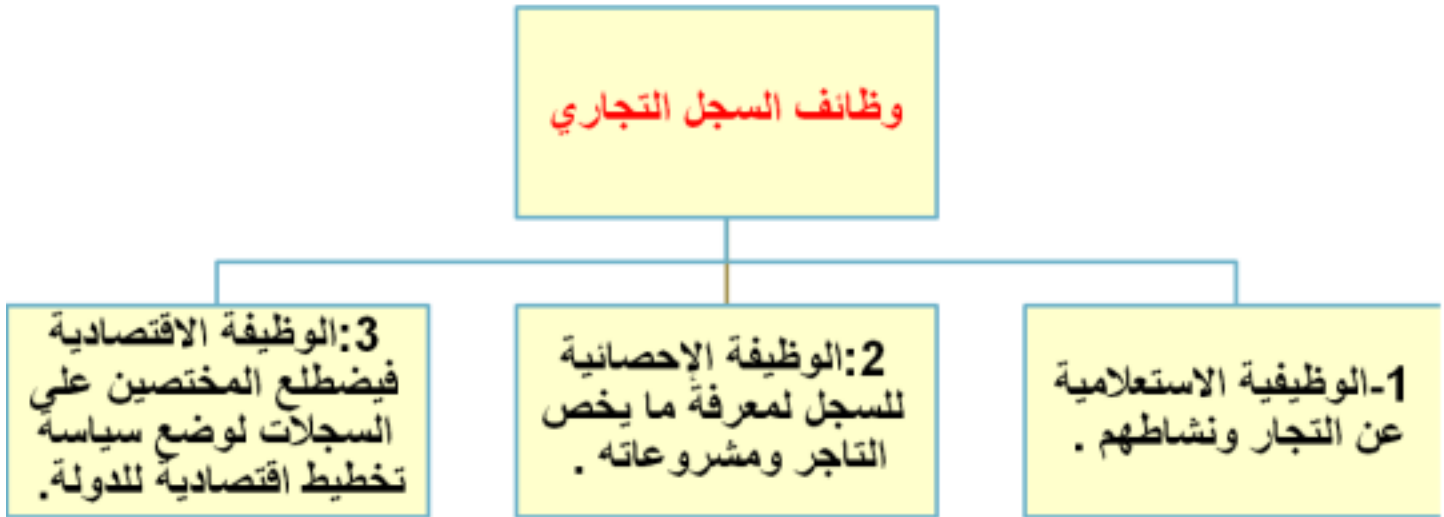 وظائف السجل التجاري
1-الوظيفية الاستعلامية
عن التجار ونشاطهم .
2:الوظيفة الإحصائية
للسجل لمعرفة ما يخص
التاجر ومشروعاته .
3:الوظيفة الاقتصادية
فيضطلع المختصين علي
السجلات لوضع سياسة
تخطيط اقتصادية للدولة.